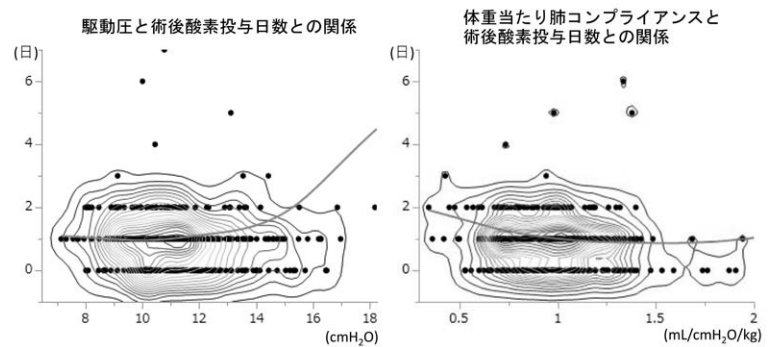 駆動圧と術後酸素投与日数との関係
(日)
6
4
2
0
8 10 12 14 16 18
(cmH₂O)
体重当たり肺コンプライアンスと
術後酸素投与日数との関係
(日)
6
4
2
0
0.5 1 1.5 2
(mL/cmH₂O/kg)